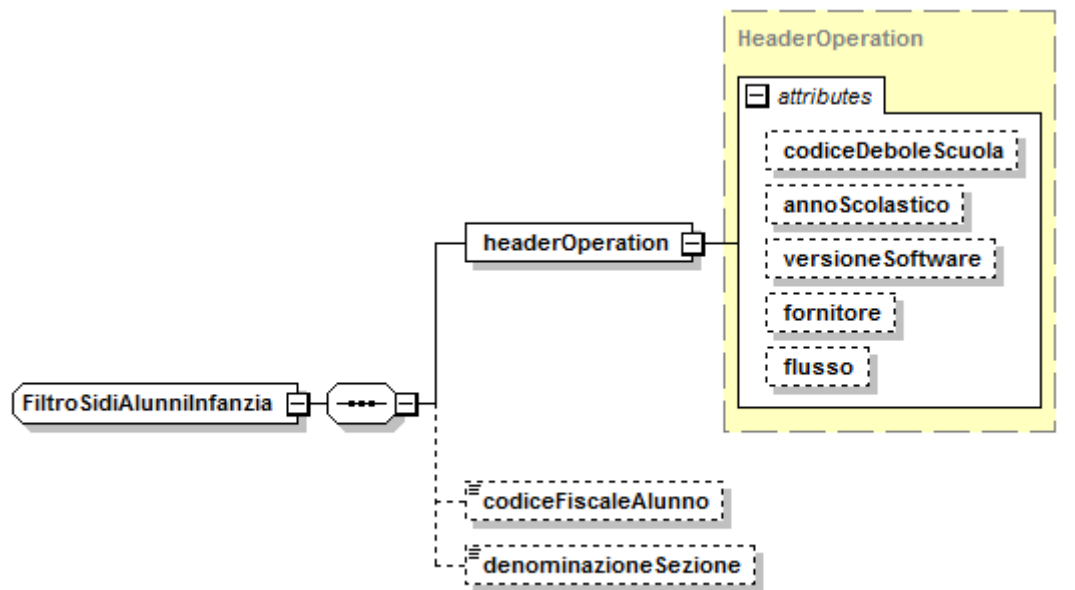 HeaderOperation
attributes
codiceDeboleScuola
annoScolastico
headerOperation
versioneSoftware
fornitore
flusso
FiltroSidiAlunniInfanzia
codiceFiscaleAlunno
denominazioneSezione